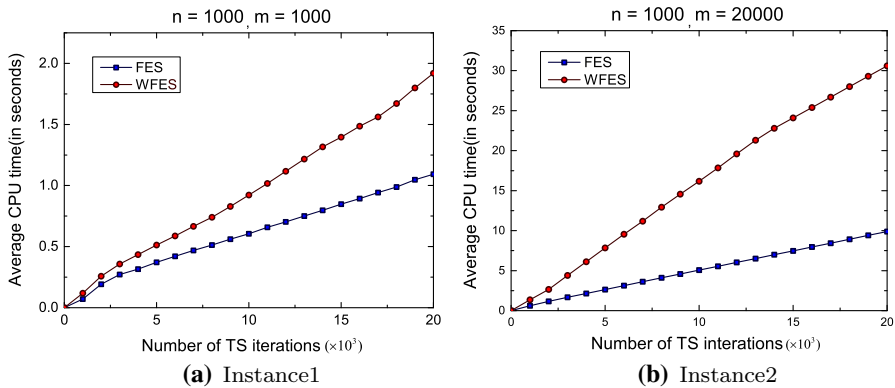 n = 1000, m = 1000
2.0
1.5
1.0
0.5
0.0
Average CPU time(in seconds)
FES
WFES
0 5 10 15 20
Number of TS iterations (×10³)
(a) Instance1
n = 1000, m = 20000
35
30
25
20
15
10
5
0
Average CPU time(in seconds)
FES
WFES
0 5 10 15 20
Number of TS interations (×10³)
(b) Instance2